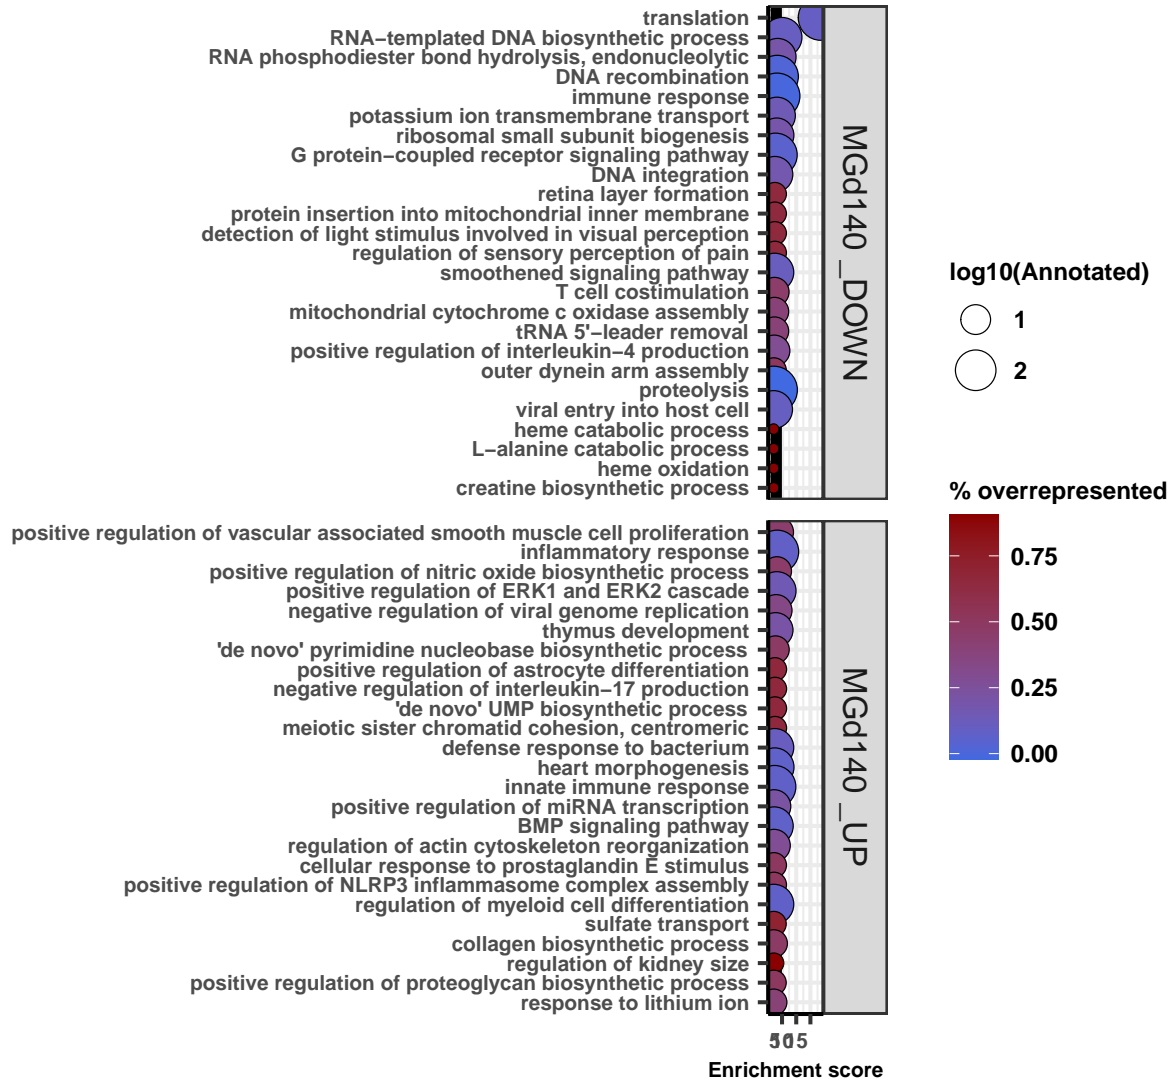 translation
RNA−templated DNA biosynthetic process
RNA phosphodiester bond hydrolysis, endonucleolytic
DNA recombination
immune response
potassium ion transmembrane transport
ribosomal small subunit biogenesis
G protein−coupled receptor signaling pathway
DNA integration
retina layer formation
protein insertion into mitochondrial inner membrane
detection of light stimulus involved in visual perception
regulation of sensory perception of pain
smoothened signaling pathway
T cell costimulation
mitochondrial cytochrome c oxidase assembly
tRNA 5'−leader removal
positive regulation of interleukin−4 production
outer dynein arm assembly
proteolysis
viral entry into host cell
heme catabolic process
L−alanine catabolic process
heme oxidation
creatine biosynthetic process
MGd140 _DOWN
positive regulation of vascular associated smooth muscle cell proliferation
inflammatory response
positive regulation of nitric oxide biosynthetic process
positive regulation of ERK1 and ERK2 cascade
negative regulation of viral genome replication
thymus development
'de novo' pyrimidine nucleobase biosynthetic process
positive regulation of astrocyte differentiation
negative regulation of interleukin−17 production
'de novo' UMP biosynthetic process
meiotic sister chromatid cohesion, centromeric
defense response to bacterium
heart morphogenesis
innate immune response
positive regulation of miRNA transcription
BMP signaling pathway
regulation of actin cytoskeleton reorganization
cellular response to prostaglandin E stimulus
positive regulation of NLRP3 inflammasome complex assembly
regulation of myeloid cell differentiation
sulfate transport
collagen biosynthetic process
regulation of kidney size
positive regulation of proteoglycan biosynthetic process
response to lithium ion
MGd140 _UP
Enrichment score
log10(Annotated)
1
2
% overrepresented
0.75
0.50
0.25
0.00